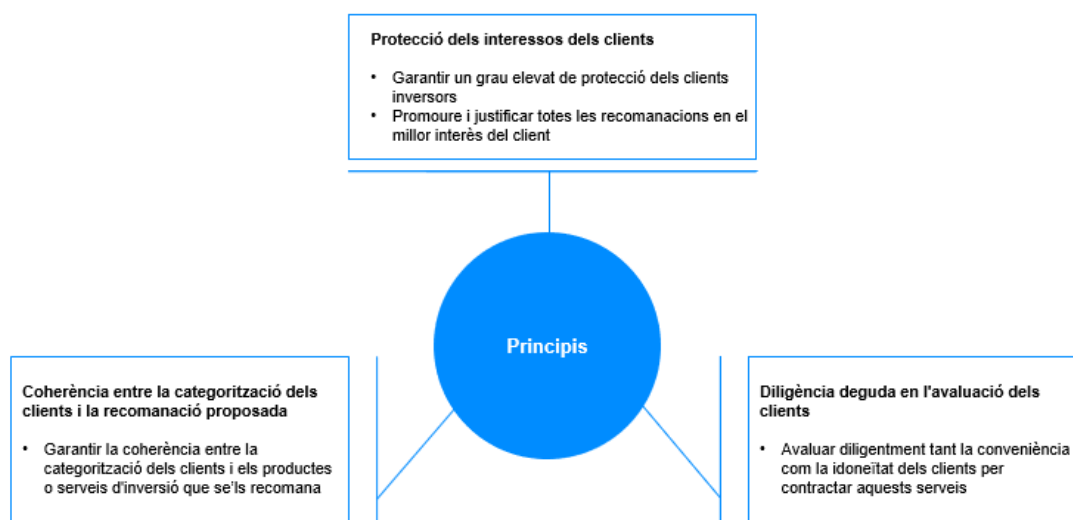 Protecció dels interessos dels clients
• Garantir un grau elevat de protecció dels clients
inversors
• Promoure i justificar totes les recomanacions en el
millor interès del client
Principis
Coherència entre la categorització dels
clients i la recomanació proposada
• Garantir la coherència entre la
categorització dels clients i els productes
o serveis d'inversió que se'ls recomana
Diligència deguda en l'avaluació dels
clients
• Avaluar diligentment tant la conveniència
com la idoneïtat dels clients per
contractar aquests serveis